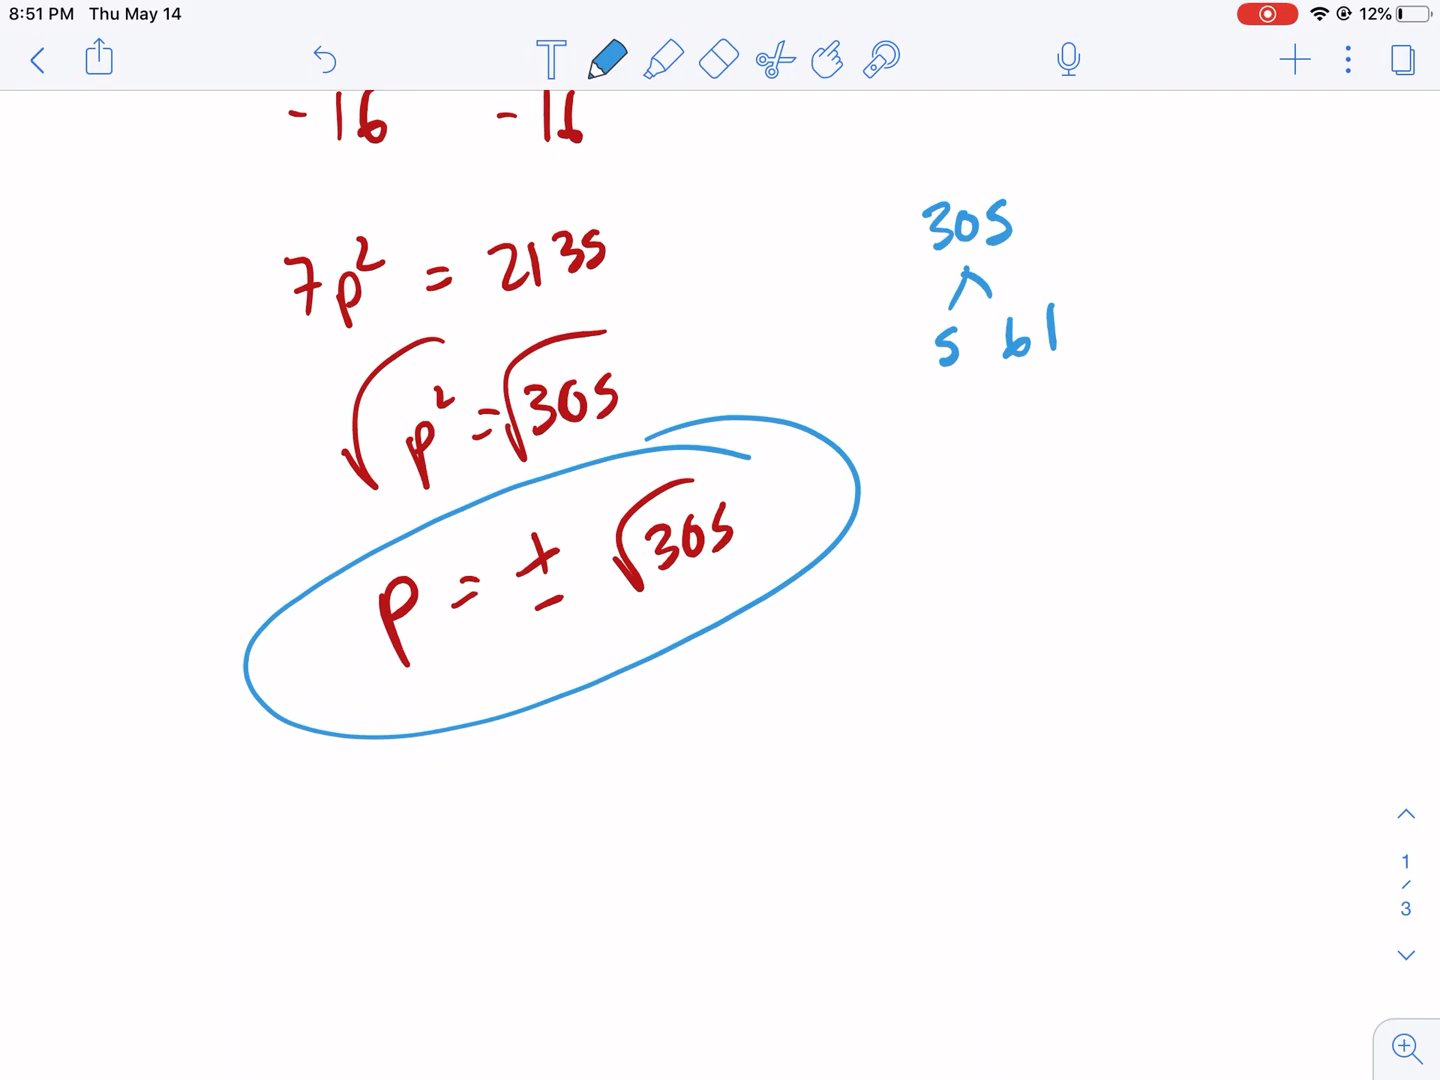 8:51 PM Thu May 14 12%
T
-16 -16
7p² = 2135
√p² = √305
p = ± √305
305
5 61
1
/
3